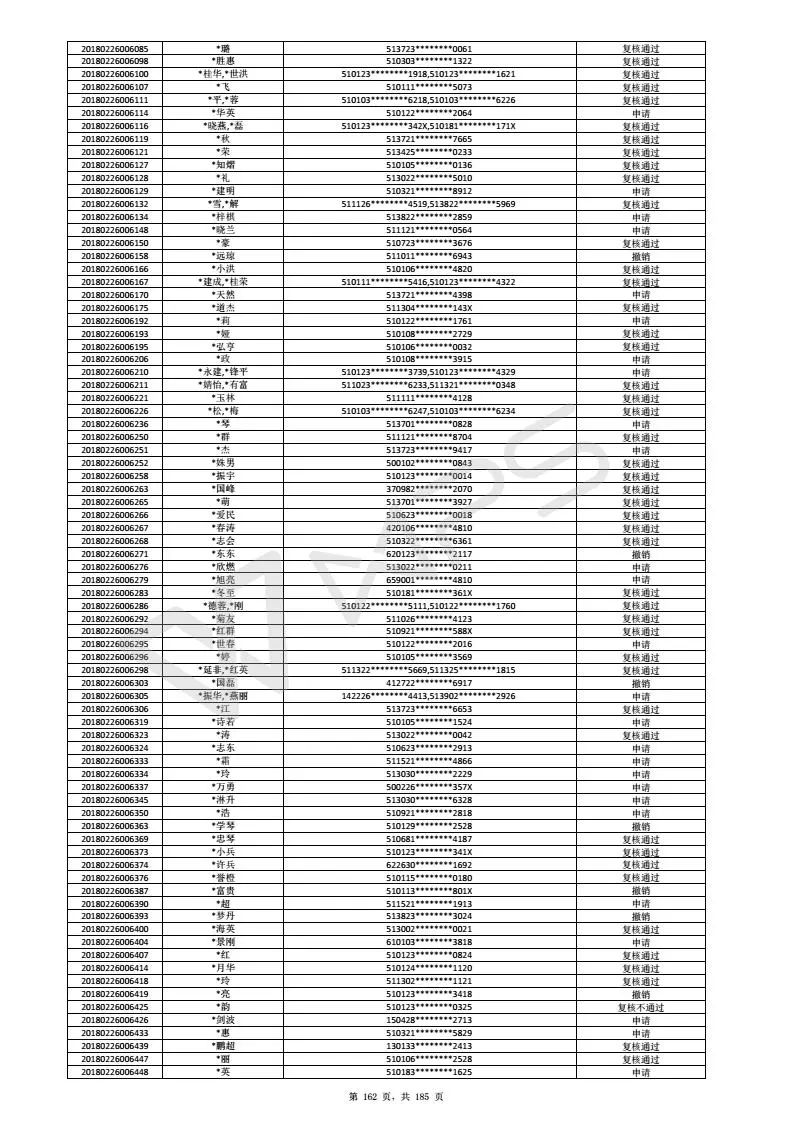 20180226006085 *璐 513723********0061 复核通过
20180226006098 *胜惠 510303********1322 复核通过
20180226006100 *桂华,*世洪 510123********1918,510123********1621 复核通过
20180226006107 *飞 510111********5073 复核通过
20180226006111 *平,*蓉 510103********6218,510103********6226 复核通过
20180226006114 *华英 510122********2064 申请
20180226006116 *晓燕,*磊 510123********342X,510181********171X 复核通过
20180226006119 *秋 513721********7665 复核通过
20180226006121 *荣 513425********0233 复核通过
20180226006127 *知熠 510105********0136 复核通过
20180226006128 *礼 513022********5010 复核通过
20180226006129 *建明 510321********8912 申请
20180226006132 *雪,*解 511126********4519,513822********5969 复核通过
20180226006134 *梓棋 513822********2859 申请
20180226006148 *晓兰 511121********0564 申请
20180226006150 *豪 510723********3676 复核通过
20180226006158 *远琼 511011********6943 撤销
20180226006166 *小洪 510106********4820 复核通过
20180226006167 *建成,*桂荣 510111********5416,510123********4322 复核通过
20180226006170 *天然 513721********4398 申请
20180226006175 *道杰 511304********143X 复核通过
20180226006192 *莉 510122********1761 申请
20180226006193 *娅 510108********2729 复核通过
20180226006195 *弘亨 510106********0032 复核通过
20180226006206 *政 510108********3915 申请
20180226006210 *永建,*锋平 510123********3739,510123********4329 申请
20180226006211 *婧怡,*有富 511023********6233,511321********0348 复核通过
20180226006221 *玉林 511111********4128 复核通过
20180226006226 *松,*梅 510103********6247,510103********6234 复核通过
20180226006236 *琴 513701********0828 申请
20180226006250 *群 511121********8704 复核通过
20180226006251 *杰 513723********9417 申请
20180226006252 *姝男 500102********0843 复核通过
20180226006258 *振宇 510123********0014 复核通过
20180226006263 *国峰 370982********2070 复核通过
20180226006265 *萌 513701********3927 复核通过
20180226006266 *爱民 510623********0018 复核通过
20180226006267 *春涛 420106********4810 复核通过
20180226006268 *志会 510322********6361 复核通过
20180226006271 *东东 620123********2117 撤销
20180226006276 *欣燃 513022********0211 申请
20180226006279 *旭亮 659001********4810 申请
20180226006283 *冬至 510181********361X 复核通过
20180226006286 *德蓉,*刚 510122********5111,510122********1760 复核通过
20180226006292 *菊友 511026********4123 复核通过
20180226006294 *红群 510921********588X 复核通过
20180226006295 *世春 510122********2016 申请
20180226006296 *婷 510105********3569 复核通过
20180226006298 *延非,*红英 511322********5669,511325********1815 复核通过
20180226006303 *国磊 412722********6917 撤销
20180226006305 *振华,*燕丽 142226********4413,513902********2926 申请
20180226006306 *江 513723********6653 复核通过
20180226006319 *诗若 510105********1524 申请
20180226006323 *涛 513022********0042 复核通过
20180226006324 *志东 510623********2913 申请
20180226006333 *霜 511521********4866 申请
20180226006334 *玲 513030********2229 申请
20180226006337 *万勇 500226********357X 申请
20180226006345 *淋升 513030********6328 申请
20180226006350 *浩 510921********2818 申请
20180226006363 *学琴 510129********2528 撤销
20180226006369 *忠琴 510681********4187 复核通过
20180226006373 *小兵 510123********341X 复核通过
20180226006374 *许兵 622630********1692 复核通过
20180226006376 *誉橙 510115********0180 复核通过
20180226006387 *富贵 510113********801X 撤销
20180226006390 *超 511521********1913 申请
20180226006393 *梦丹 513823********3024 撤销
20180226006400 *海英 513002********0021 复核通过
20180226006404 *景刚 610103********3818 申请
20180226006407 *红 510123********0824 复核通过
20180226006414 *月华 510124********1120 复核通过
20180226006418 *玲 511302********1121 复核通过
20180226006419 *亮 510123********3418 撤销
20180226006425 *韵 510123********0325 复核不通过
20180226006426 *剑波 150428********2713 申请
20180226006433 *惠 510321********5829 申请
20180226006439 *鹏超 130133********2413 复核通过
20180226006447 *丽 510106********2528 复核通过
20180226006448 *英 510183********1625 申请
第 162 页, 共 185 页